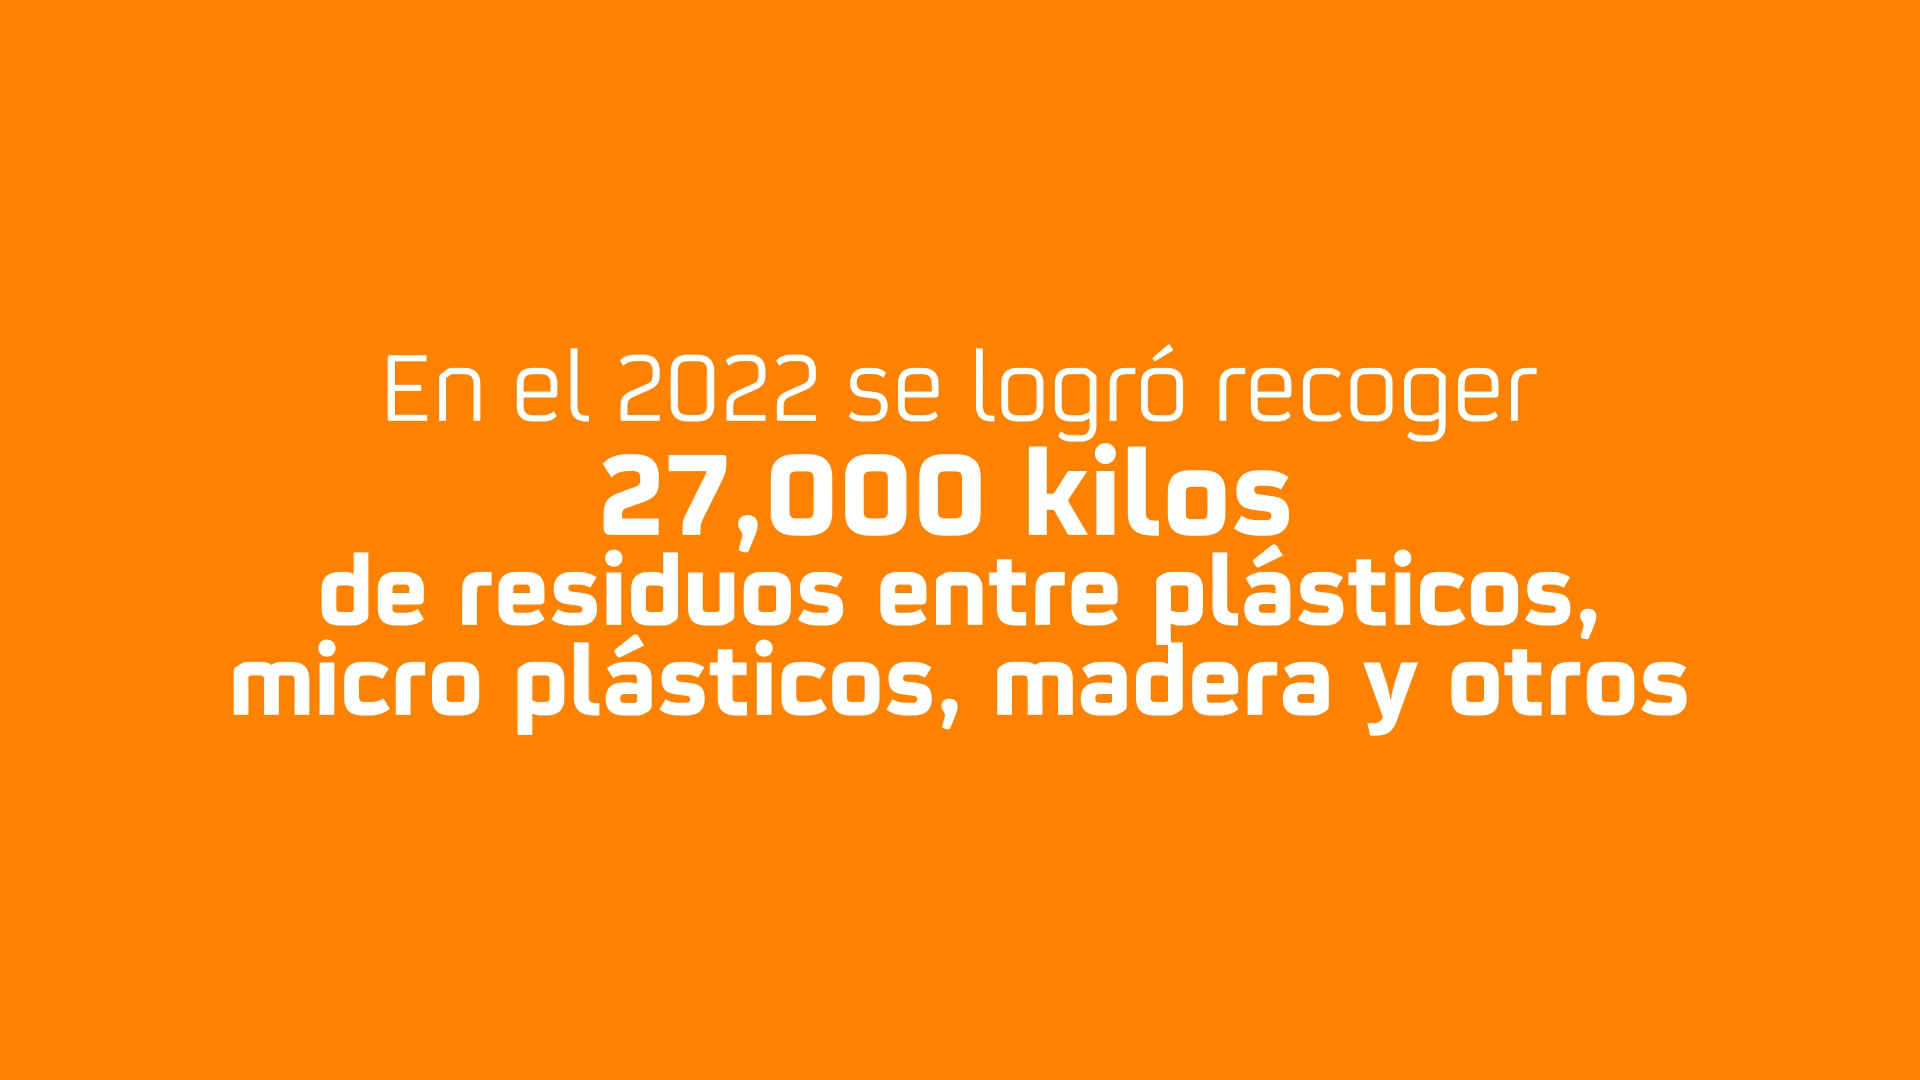 En el 2022 se logró recoger
27,000 kilos
de residuos entre plásticos,
micro plásticos, madera y otros